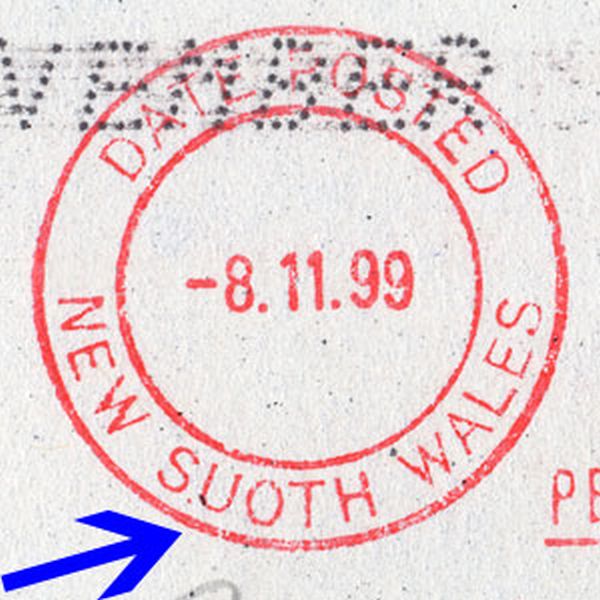 DATE POSTED
-8.11.99
NEW SUOTH WALES